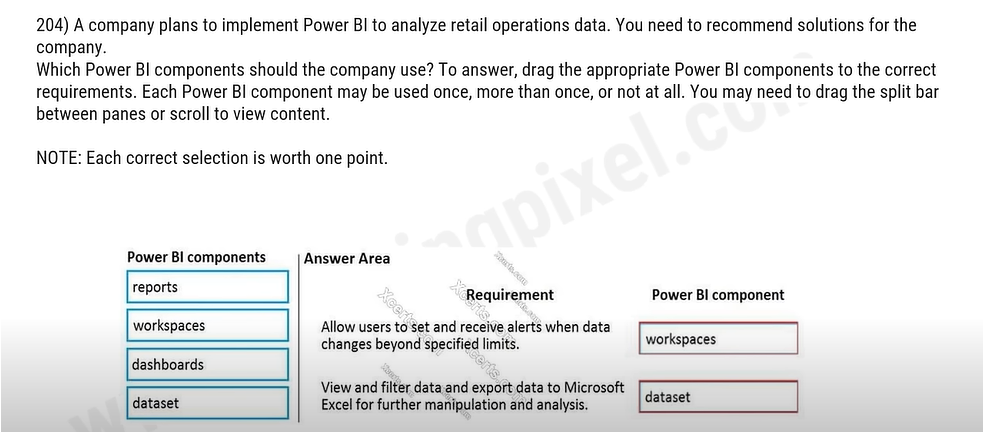 204) A company plans to implement Power BI to analyze retail operations data. You need to recommend solutions for the
company.
Which Power BI components should the company use? To answer, drag the appropriate Power BI components to the correct
requirements. Each Power BI component may be used once, more than once, or not at all. You may need to drag the split bar
between panes or scroll to view content.
NOTE: Each correct selection is worth one point.
Power BI components
reports
workspaces
dashboards
dataset
Answer Area
Requirement
Power BI component
Allow users to set and receive alerts when data
changes beyond specified limits.
workspaces
View and filter data and export data to Microsoft
Excel for further manipulation and analysis.
dataset